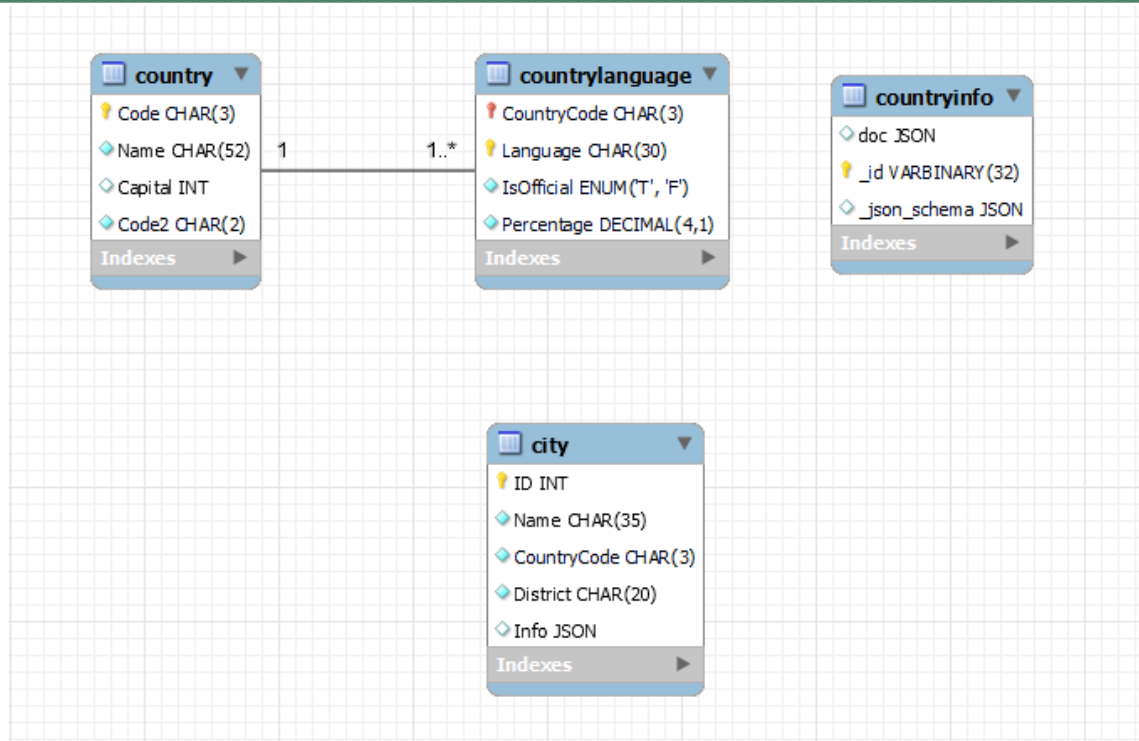 country
Code CHAR(3)
Name CHAR(52)
Capital INT
Code2 CHAR(2)
Indexes
1
1..*
countrylanguage
CountryCode CHAR(3)
Language CHAR(30)
IsOfficial ENUM('T', 'F')
Percentage DECIMAL(4,1)
Indexes
countryinfo
doc JSON
_id VARBINARY(32)
_json_schema JSON
Indexes
city
ID INT
Name CHAR(35)
CountryCode CHAR(3)
District CHAR(20)
Info JSON
Indexes